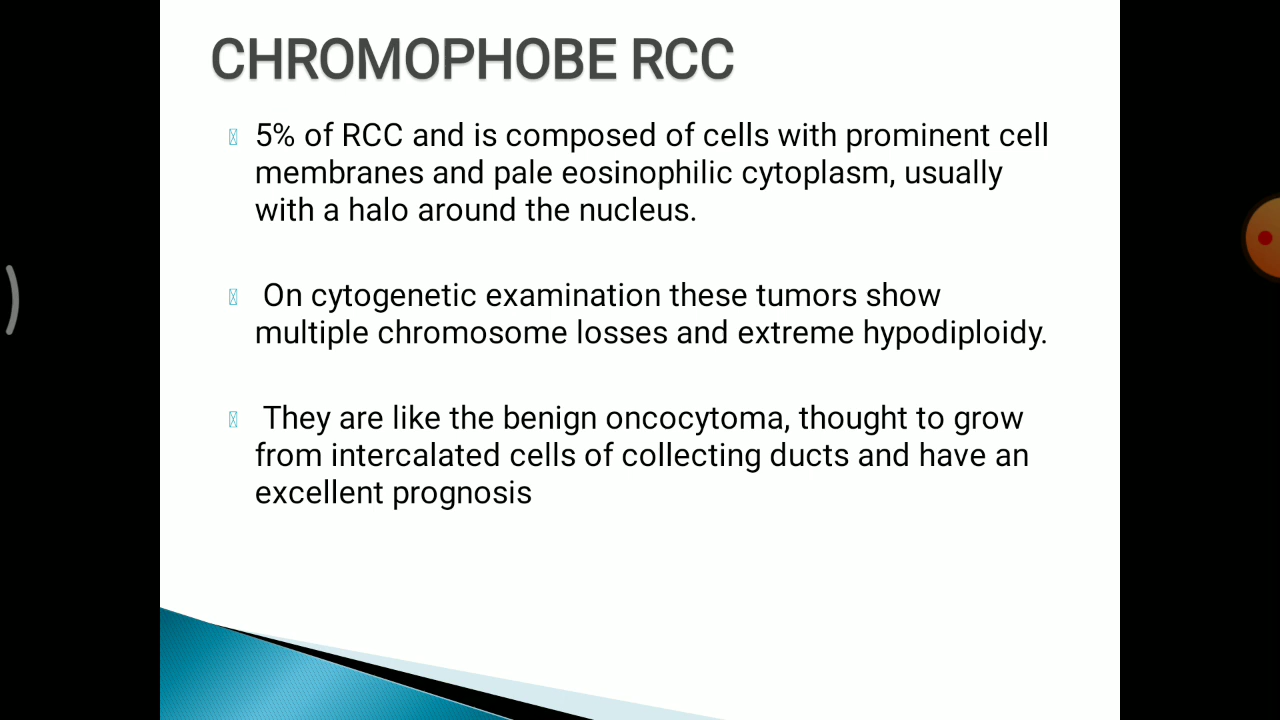 CHROMOPHOBE RCC
5% of RCC and is composed of cells with prominent cell
membranes and pale eosinophilic cytoplasm, usually
with a halo around the nucleus.
On cytogenetic examination these tumors show
multiple chromosome losses and extreme hypodiploidy.
They are like the benign oncocytoma, thought to grow
from intercalated cells of collecting ducts and have an
excellent prognosis